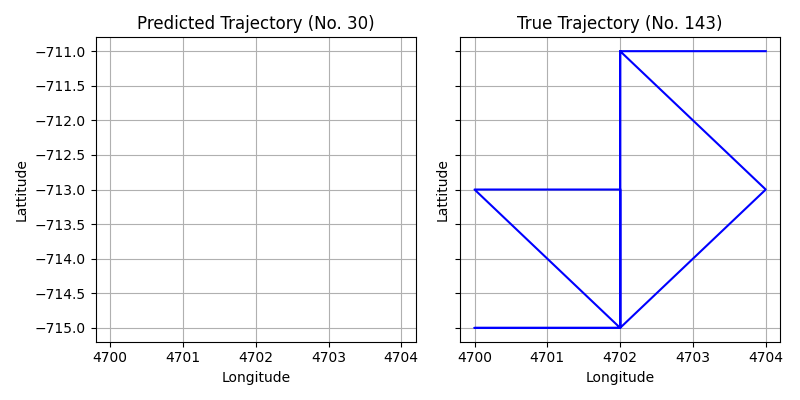 Predicted Trajectory (No. 30)
True Trajectory (No. 143)
−711.0
−711.5
−712.0
−712.5
−713.0
−713.5
−714.0
−714.5
−715.0
Lattitude
Lattitude
4700 4701 4702 4703 4704
4700 4701 4702 4703 4704
Longitude
Longitude